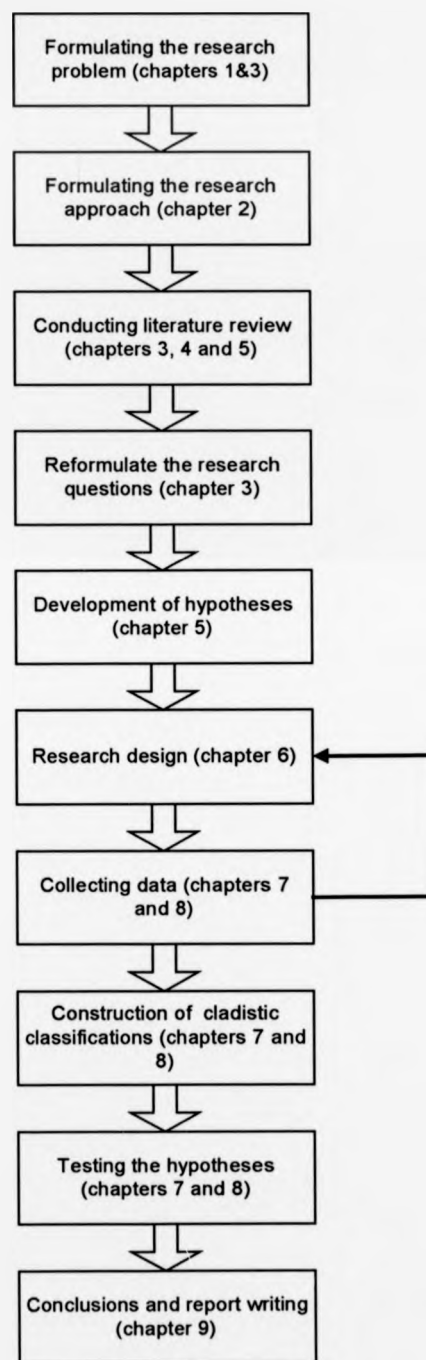 Formulating the research
problem (chapters 1&3)
Formulating the research
approach (chapter 2)
Conducting literature review
(chapters 3, 4 and 5)
Reformulate the research
questions (chapter 3)
Development of hypotheses
(chapter 5)
Research design (chapter 6)
Collecting data (chapters 7
and 8)
Construction of cladistic
classifications (chapters 7 and
8)
Testing the hypotheses
(chapters 7 and 8)
Conclusions and report writing
(chapter 9)